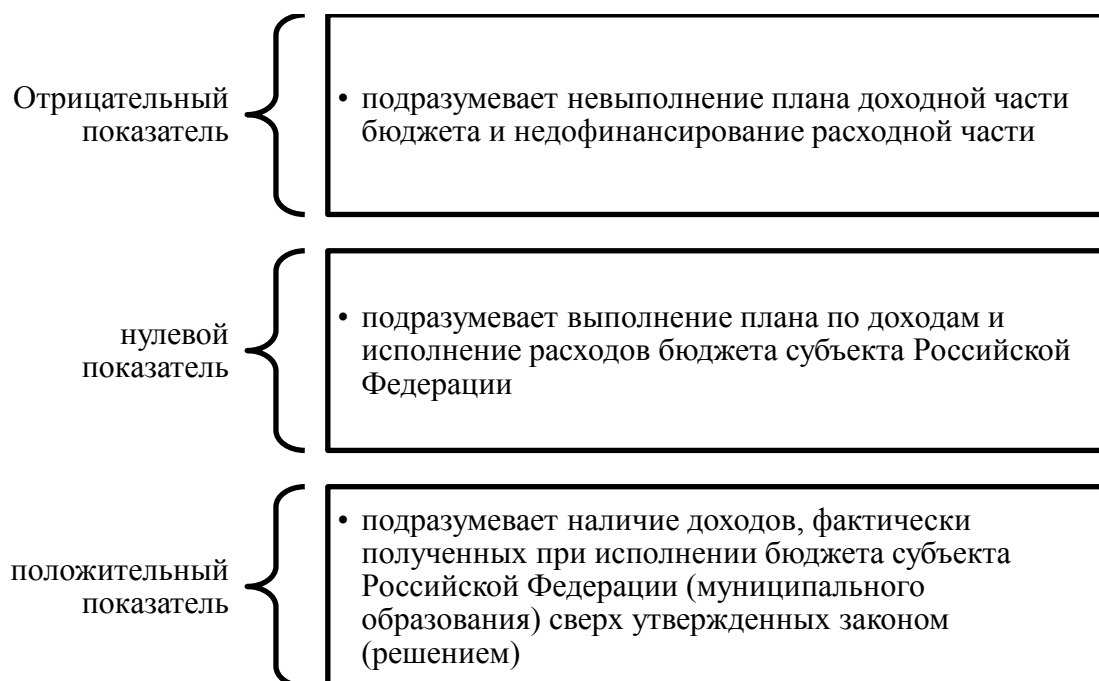 Отрицательный
показатель
• подразумевает невыполнение плана доходной части
бюджета и недофинансирование расходной части
нулевой
показатель
• подразумевает выполнение плана по доходам и
исполнение расходов бюджета субъекта Российской
Федерации
положительный
показатель
• подразумевает наличие доходов, фактически
полученных при исполнении бюджета субъекта
Российской Федерации (муниципального
образования) сверх утвержденных законом
(решением)